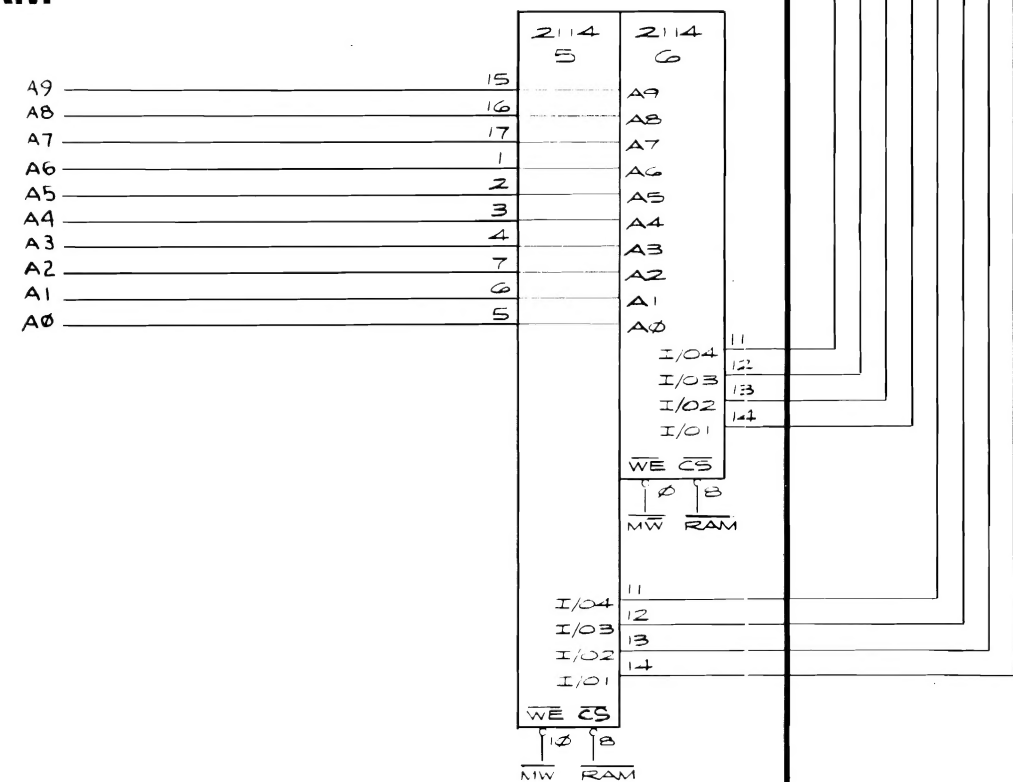 2114 2114
5 6
A9 15 A9
A8 16 A8
A7 17 A7
A6 1 A6
A5 2 A5
A4 3 A4
A3 4 A3
A2 7 A2
A1 6 A1
AØ 5 AØ
I/O4 11
I/O3 12
I/O2 13
I/O1 14
WE CS
Ø 8
MW RAM
I/O4 11
I/O3 12
I/O2 13
I/O1 14
WE CS
1Ø 8
MW RAM